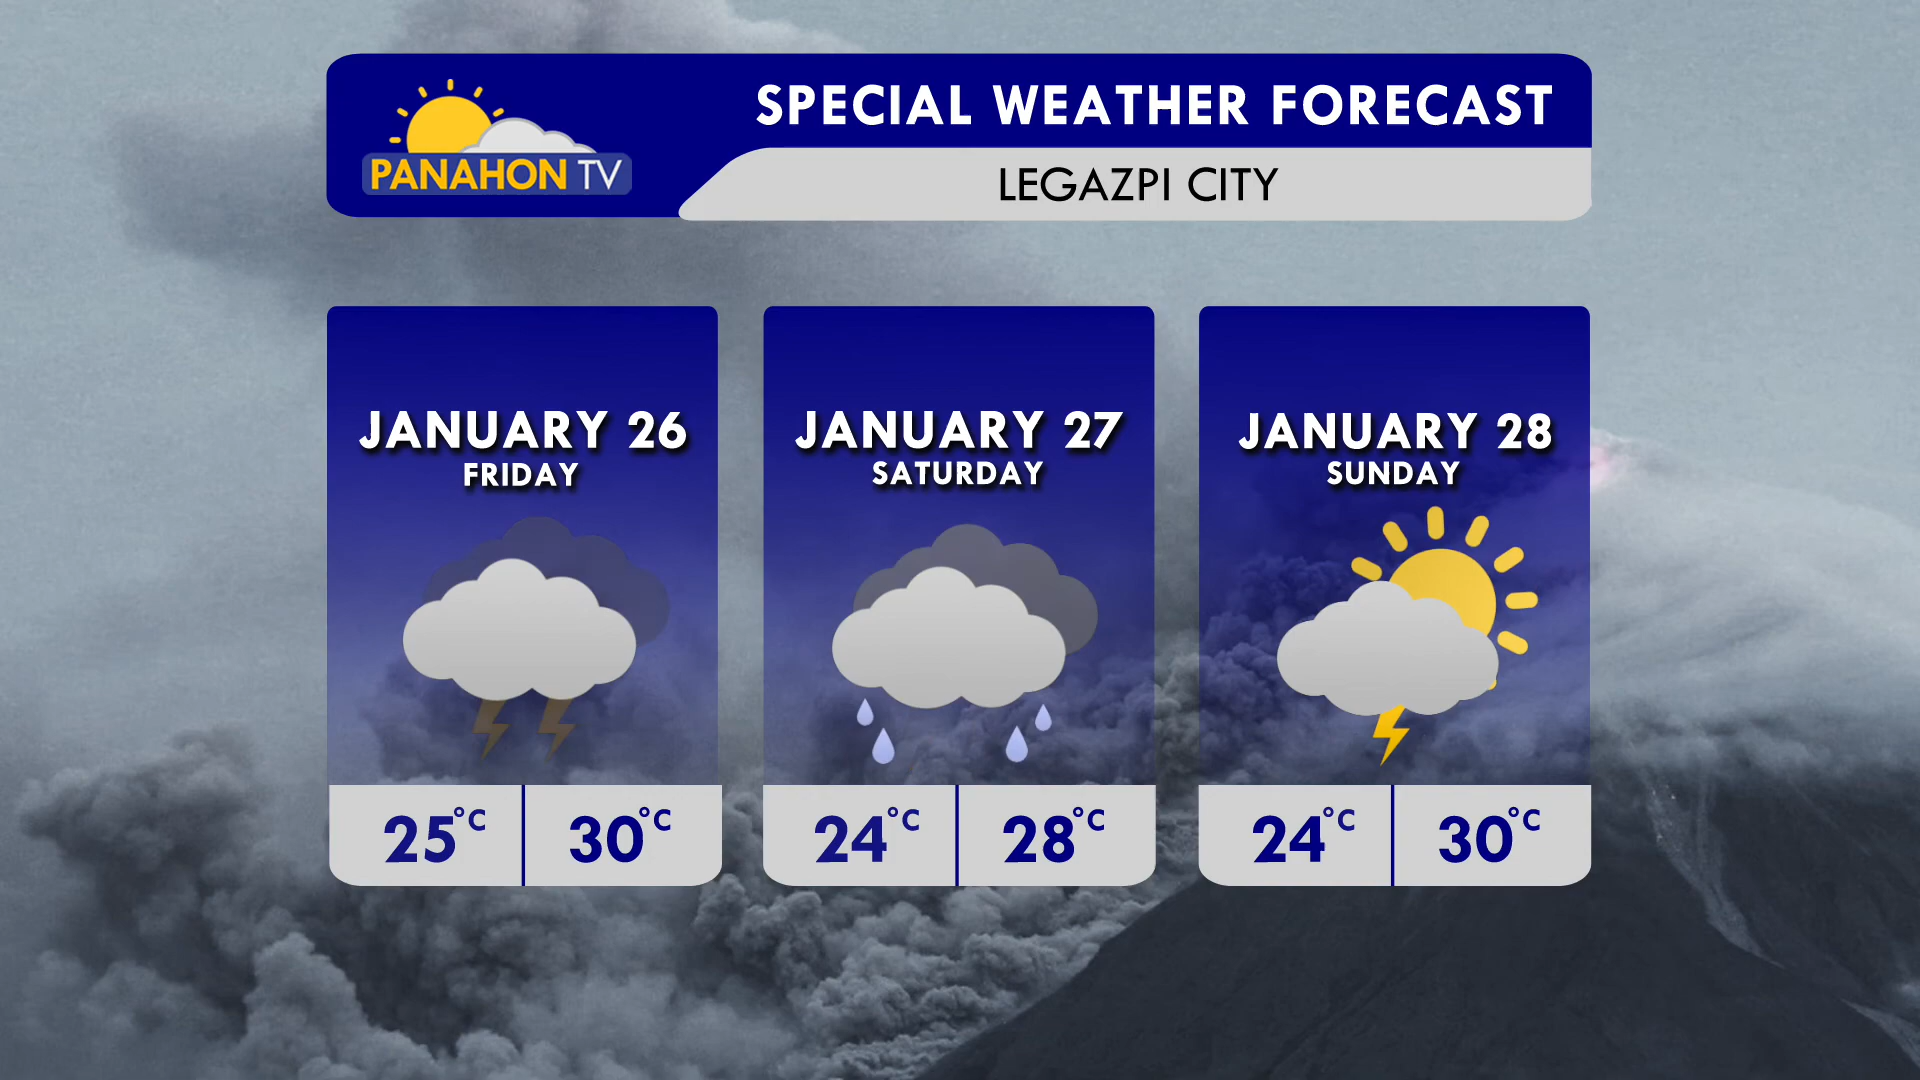 PANAHON TV
SPECIAL WEATHER FORECAST
LEGAZPI CITY
JANUARY 26
FRIDAY
25°C
30°C
JANUARY 27
SATURDAY
24°C
28°C
JANUARY 28
SUNDAY
24°C
30°C